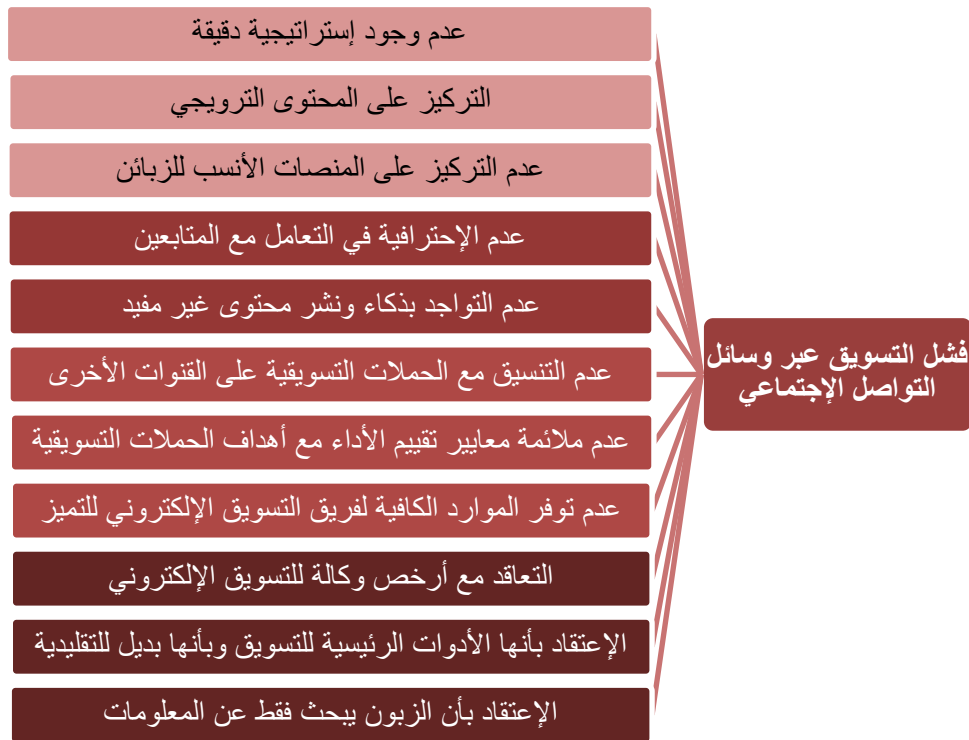 فشل التسويق عبر وسائل
التواصل الإجتماعي
عدم وجود إستراتيجية دقيقة
التركيز على المحتوى الترويجي
عدم التركيز على المنصات الأنسب للزبائن
عدم الإحترافية في التعامل مع المتابعين
عدم التواجد بذكاء ونشر محتوى غير مفيد
عدم التنسيق مع الحملات التسويقية على القنوات الأخرى
عدم ملائمة معايير تقييم الأداء مع أهداف الحملات التسويقية
عدم توفر الموارد الكافية لفريق التسويق الإلكتروني للتميز
التعاقد مع أرخص وكالة للتسويق الإلكتروني
الإعتقاد بأنها الأدوات الرئيسية للتسويق وبأنها بديل للتقليدية
الإعتقاد بأن الزبون يبحث فقط عن المعلومات